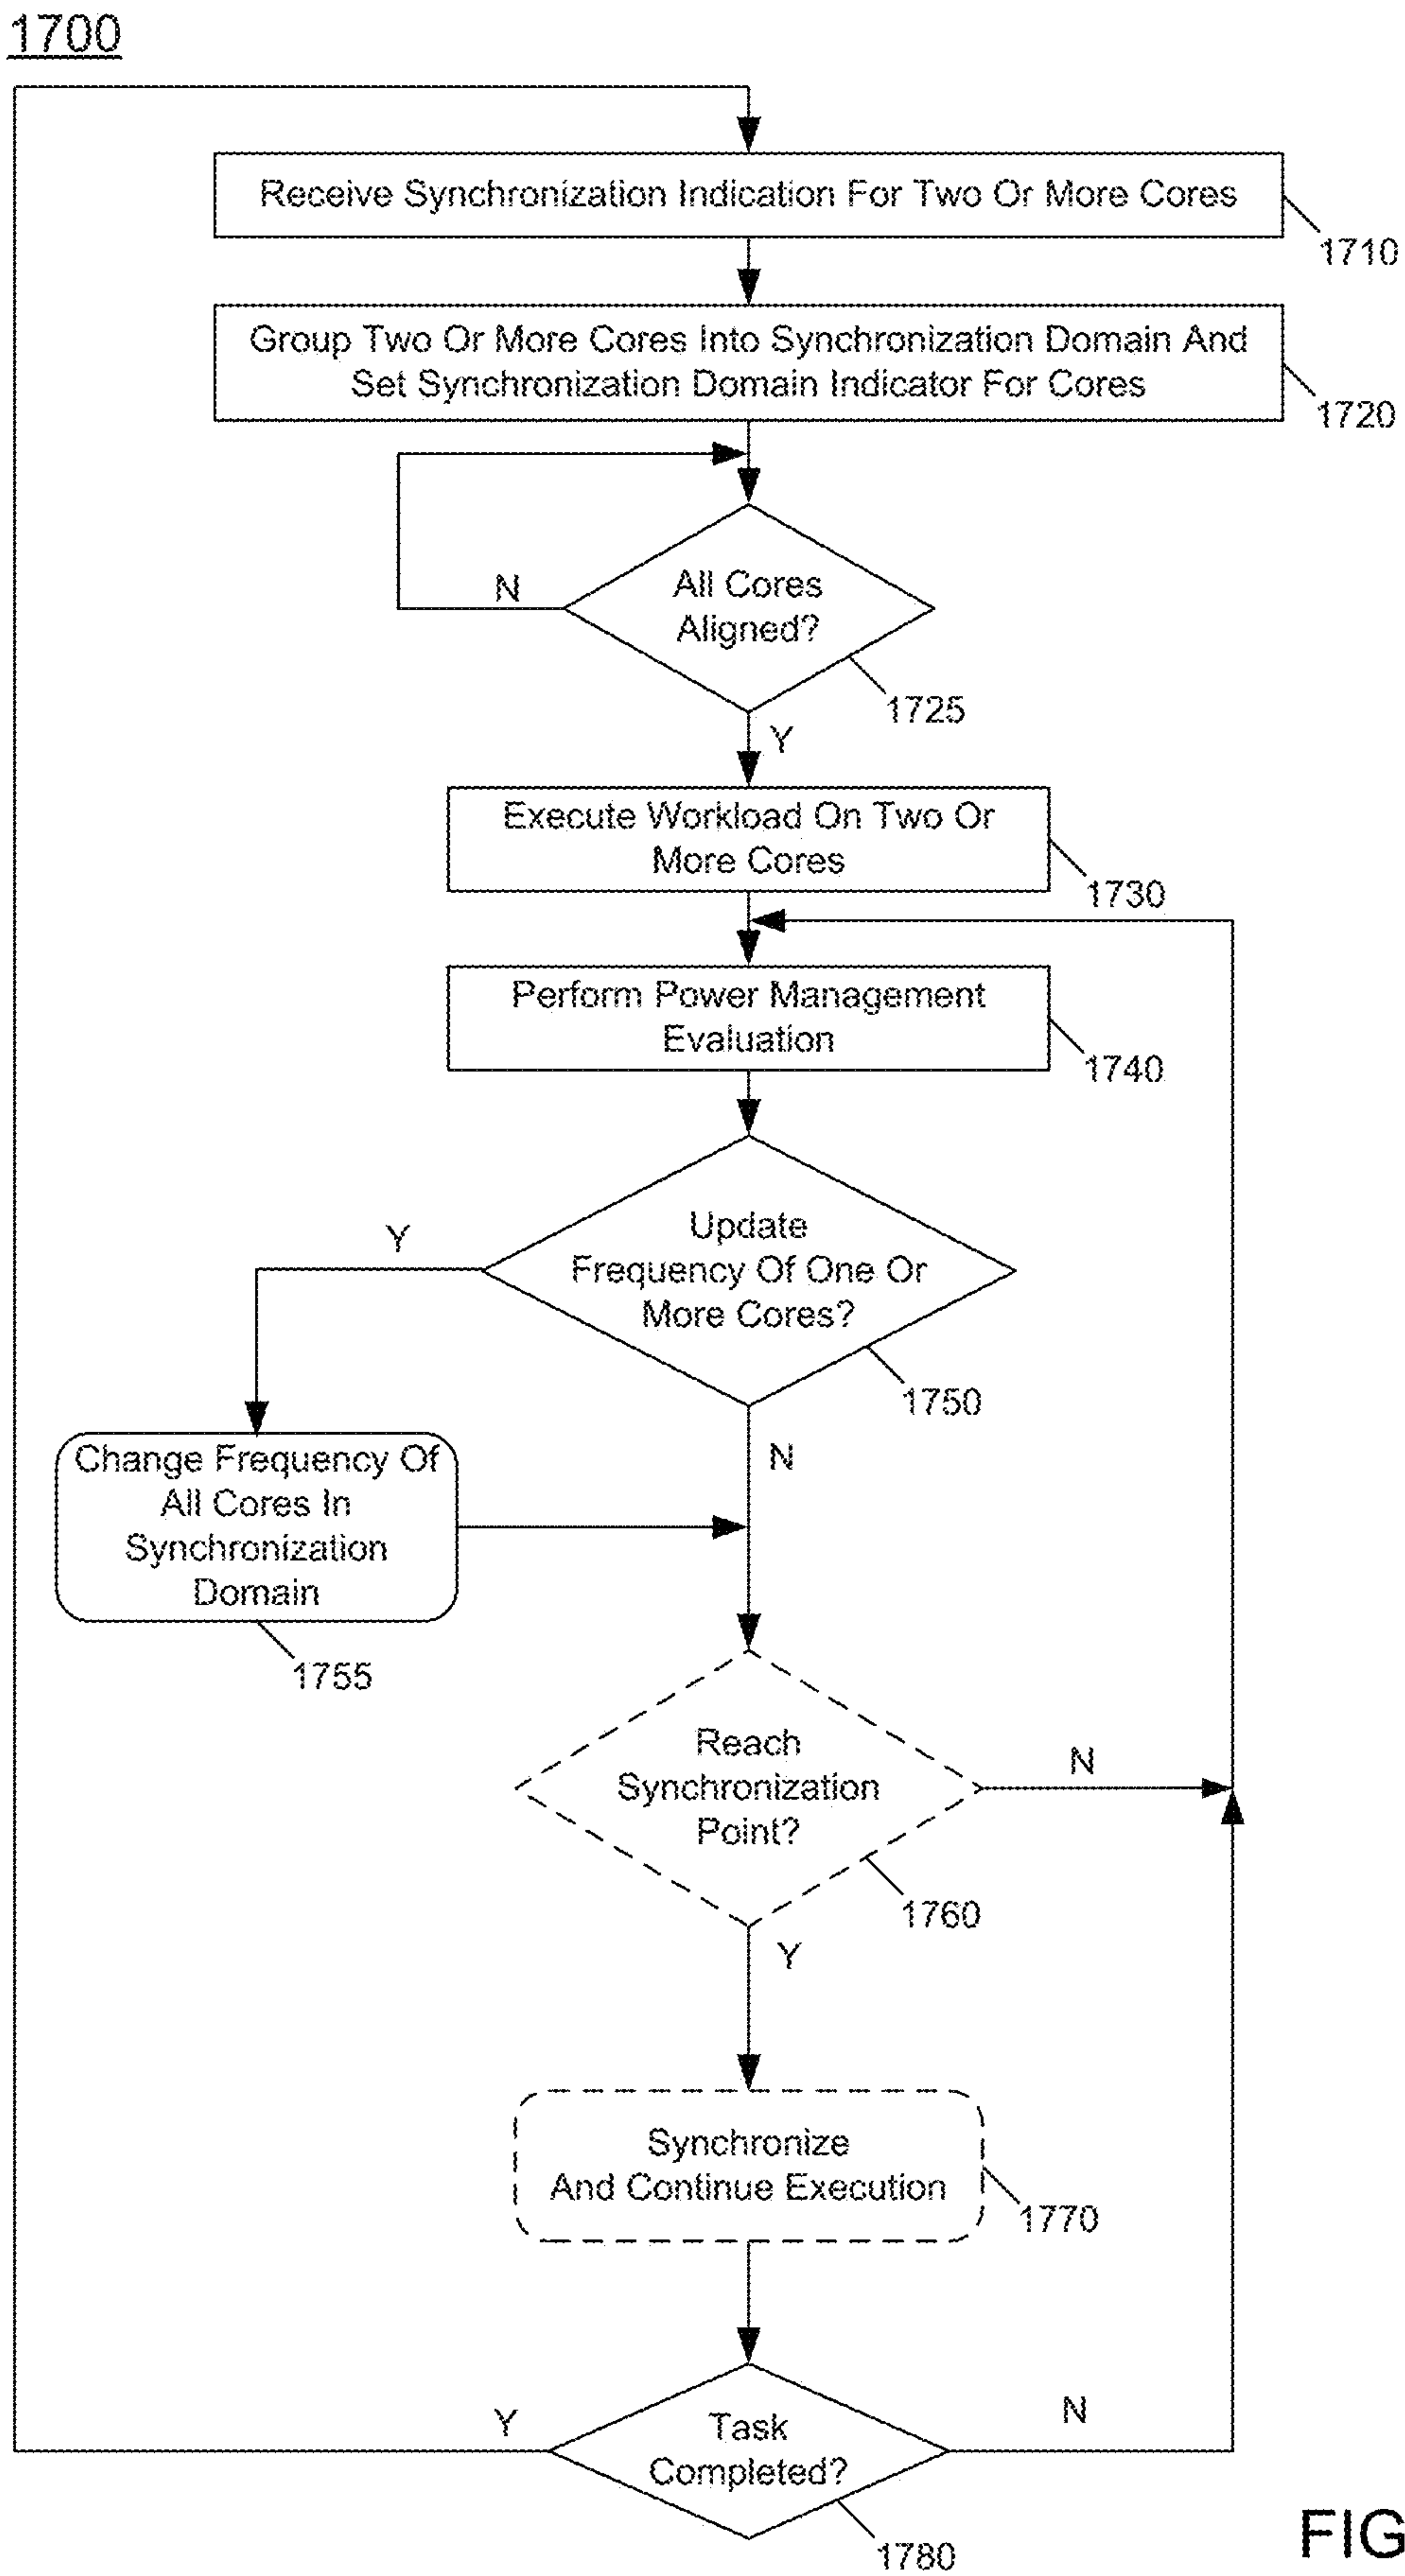 1700
Receive Synchronization Indication For Two Or More Cores
1710
Group Two Or More Cores Into Synchronization Domain And
Set Synchronization Domain Indicator For Cores
1720
N
All Cores
Aligned?
1725
Y
Execute Workload On Two Or
More Cores
1730
Perform Power Management
Evaluation
1740
Y
Update
Frequency Of One Or
More Cores?
1750
N
Change Frequency Of
All Cores In
Synchronization
Domain
1755
Reach
Synchronization
Point?
N
1760
Y
Synchronize
And Continue Execution
1770
Y
Task
Completed?
N
1780
FIG